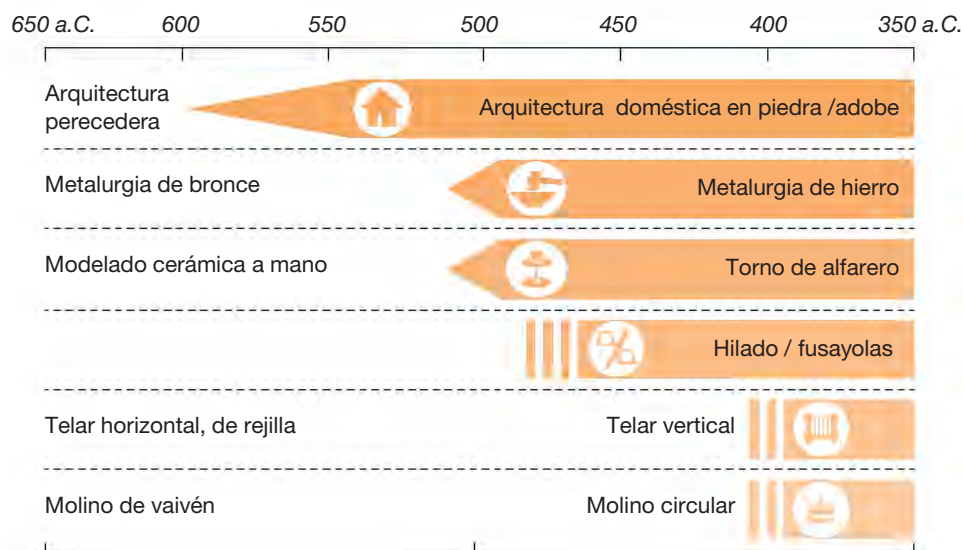 650 a.C. 600 550 500 450 400 350 a.C.
Arquitectura
perecedera
Arquitectura doméstica en piedra /adobe
Metalurgia de bronce
Metalurgia de hierro
Modelado cerámica a mano
Torno de alfarero
Hilado / fusayolas
Telar horizontal, de rejilla
Telar vertical
Molino de vaivén
Molino circular